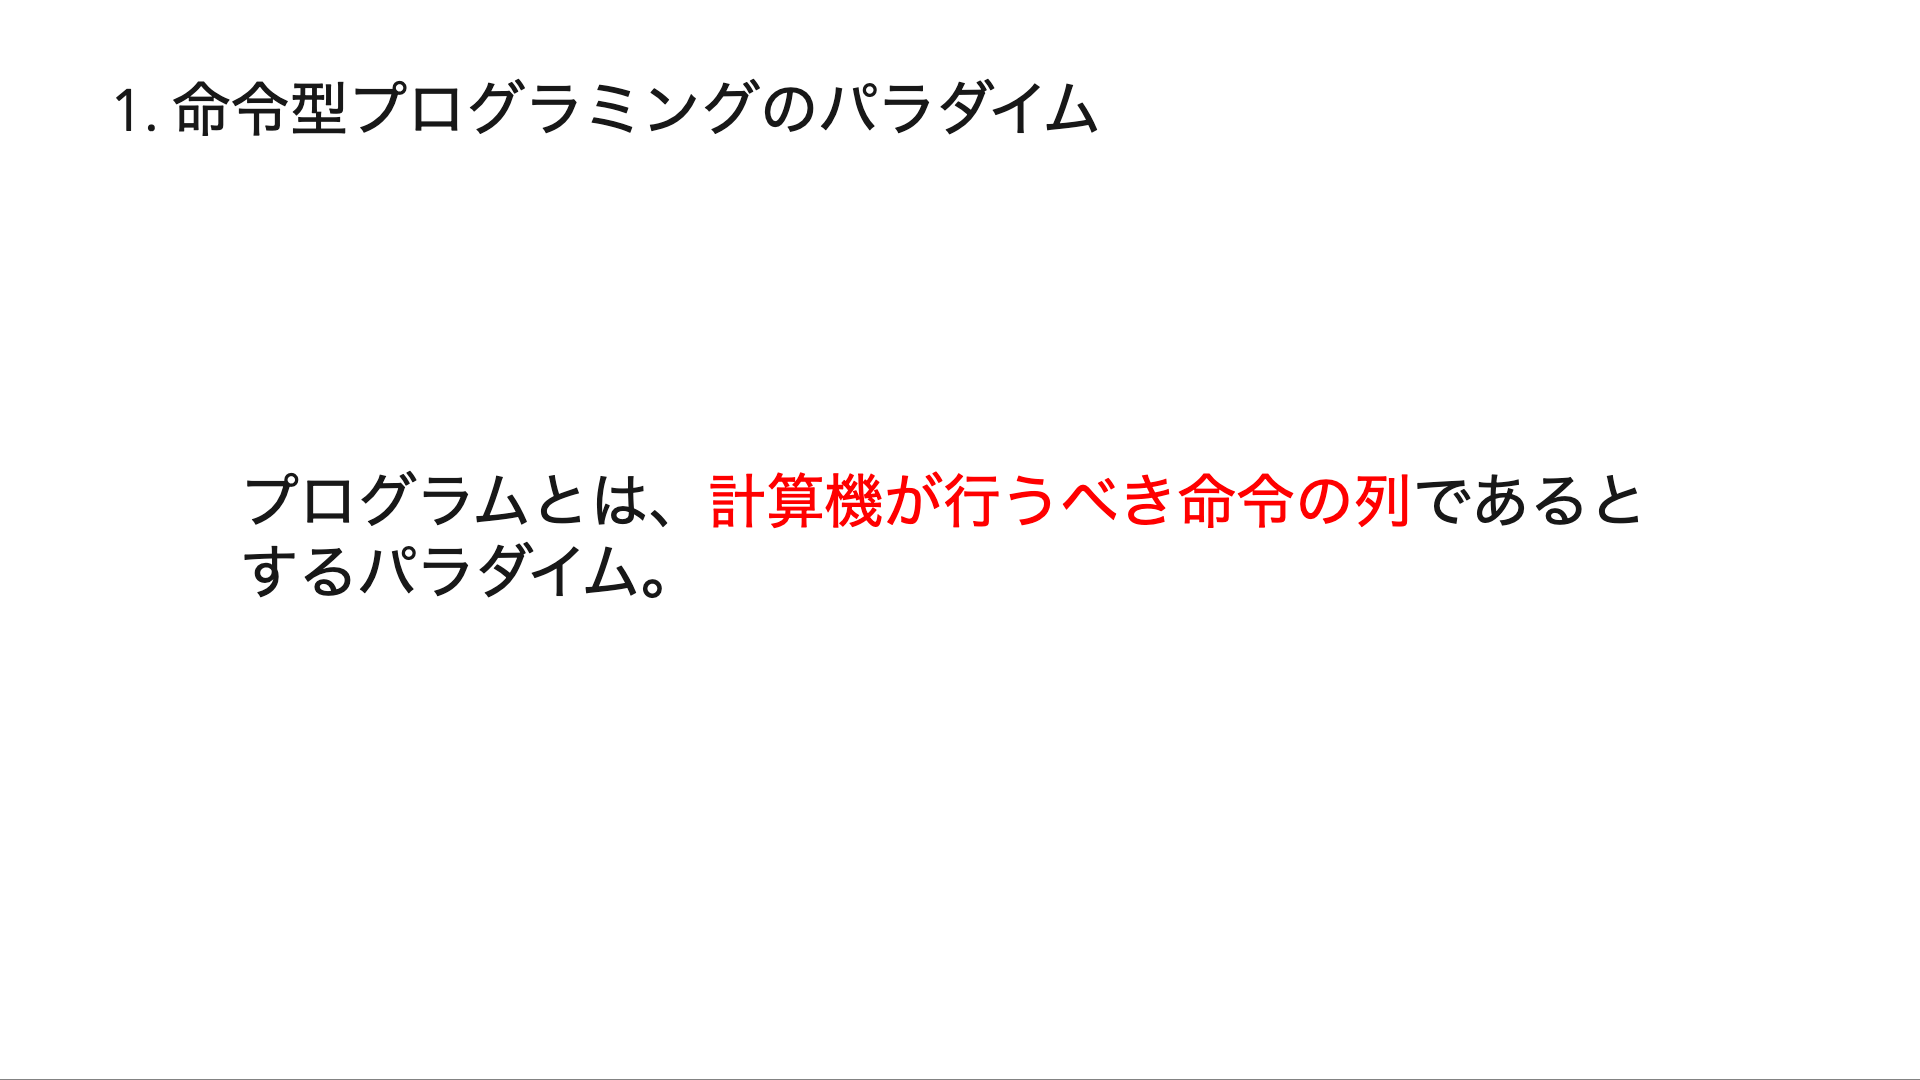 1. 命令型プログラミングのパラダイム
プログラムとは、計算機が行うべき命令の列であると
するパラダイム。